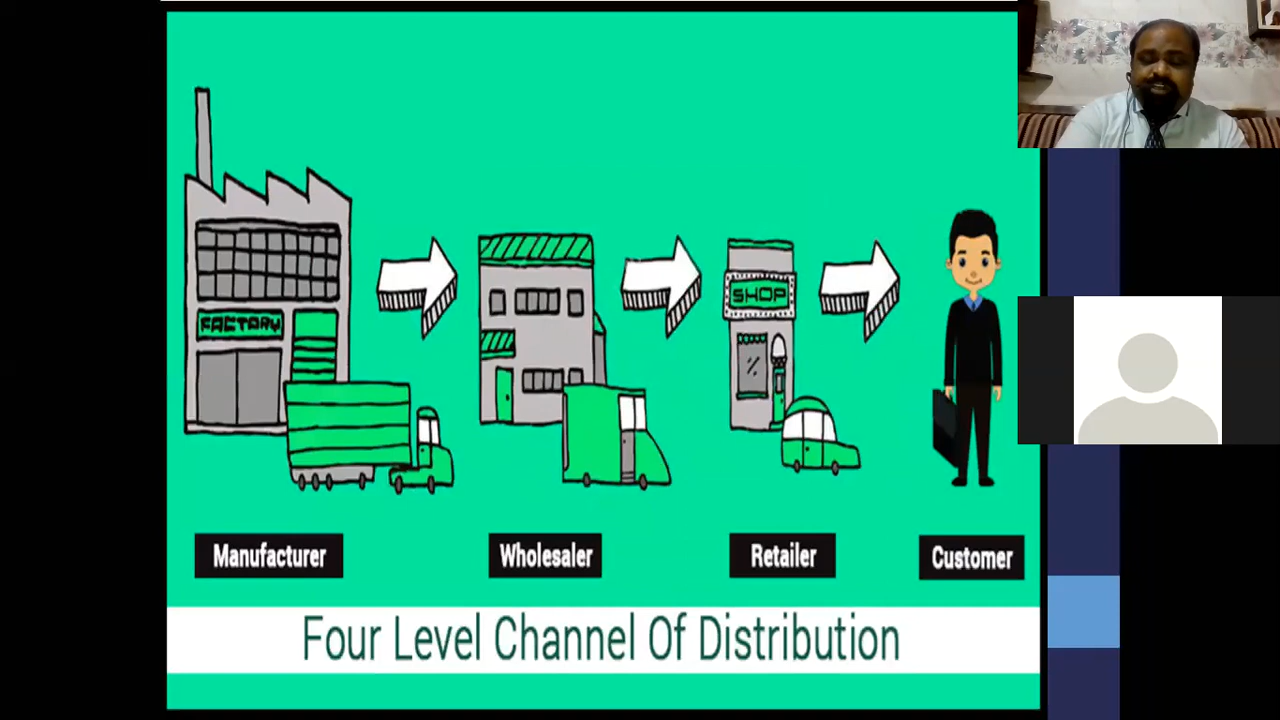 FACTORY
SHOP
Manufacturer
Wholesaler
Retailer
Customer
Four Level Channel Of Distribution